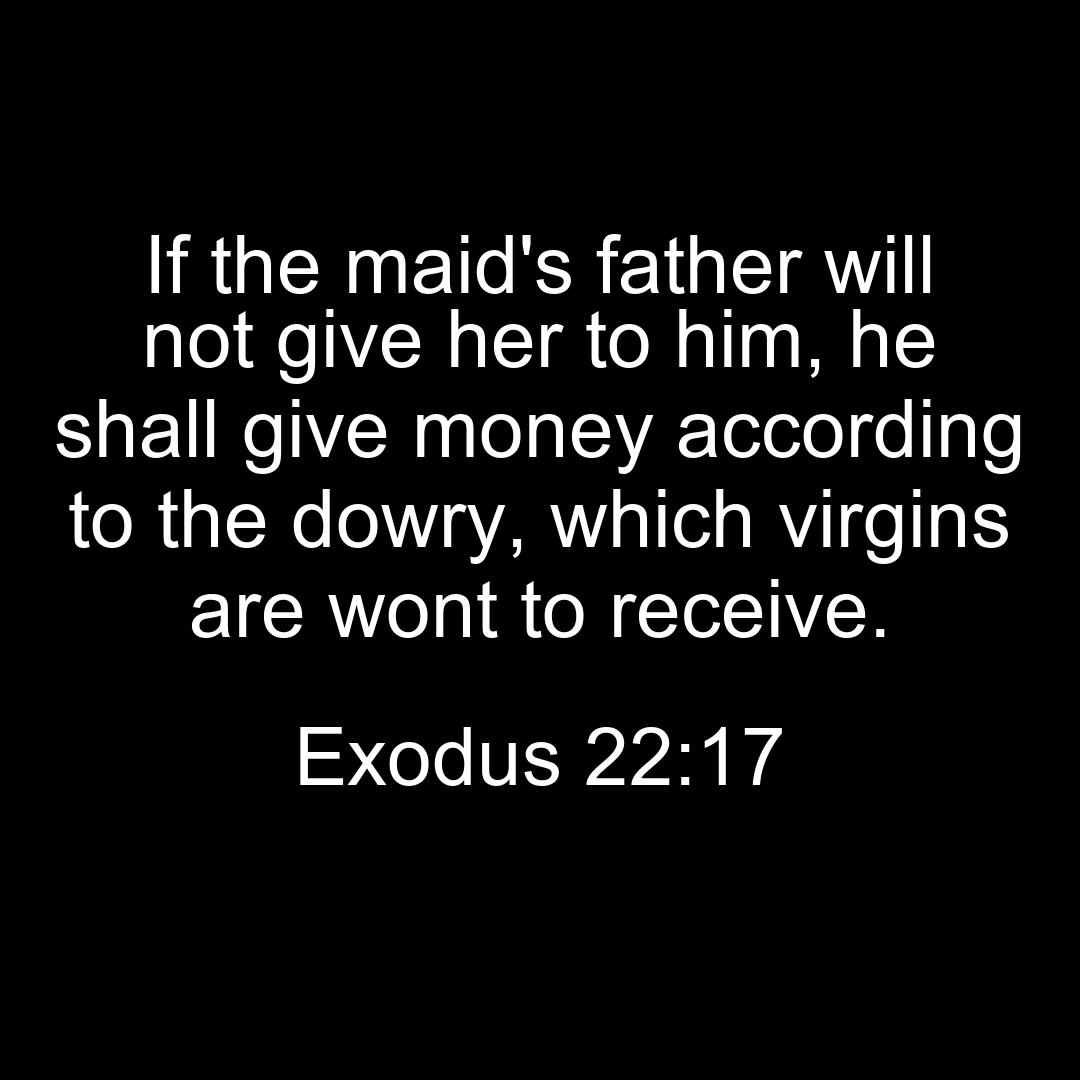 If the maid's father will
not give her to him, he
shall give money according
to the dowry, which virgins
are wont to receive.
Exodus 22:17